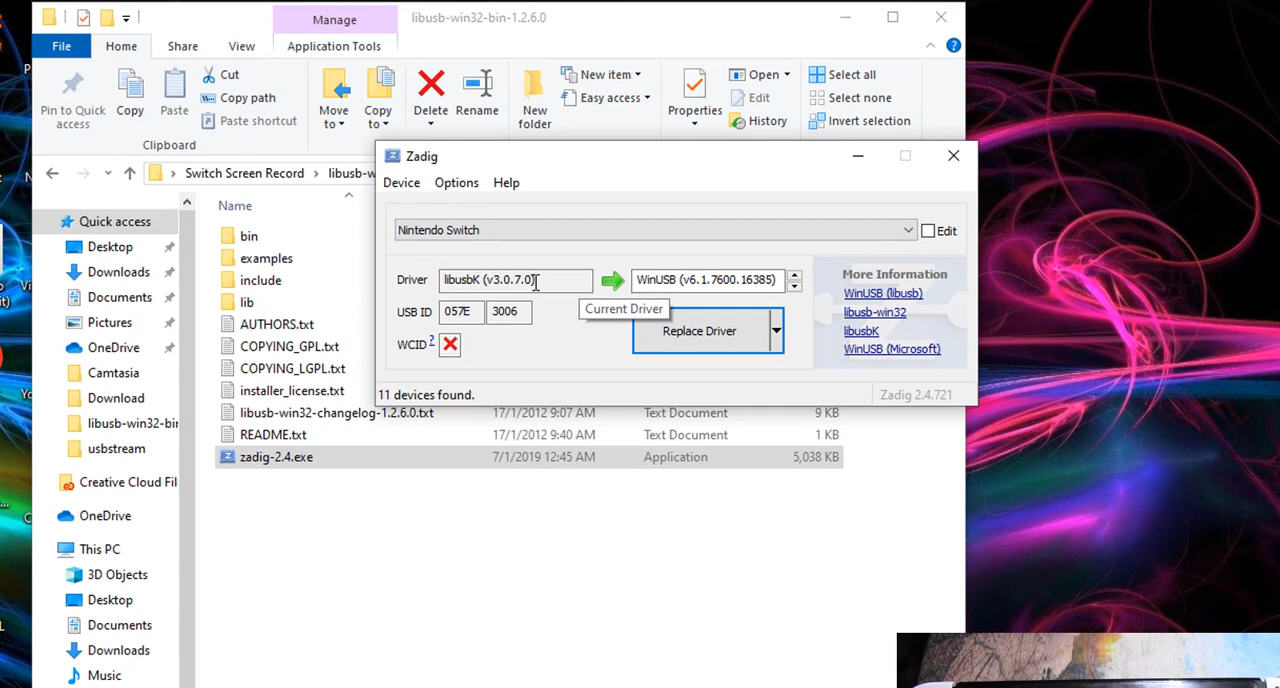 Manage
libusb-win32-bin-1.2.6.0
File
Home
Share
View
Application Tools
Pin to Quick access
Copy
Paste
Cut
Copy path
Paste shortcut
Clipboard
Move to
Copy to
Delete
Rename
New folder
New item
Easy access
Properties
Open
Edit
History
Select all
Select none
Invert selection
Switch Screen Record
libusb-w
Zadig
Device
Options
Help
Nintendo Switch
Edit
Driver
libusbK (v3.0.7.0)
WinUSB (v6.1.7600.16385)
Current Driver
USB ID
057E
3006
Replace Driver
WCID
?
More Information
WinUSB (libusb)
libusb-win32
libusbK
WinUSB (Microsoft)
11 devices found.
Zadig 2.4.721
Quick access
Desktop
Downloads
Documents
Pictures
OneDrive
Camtasia
Download
libusb-win32-bin
usbstream
Creative Cloud Fil
OneDrive
This PC
3D Objects
Desktop
Documents
Downloads
Music
Name
bin
examples
include
lib
AUTHORS.txt
COPYING_GPL.txt
COPYING_LGPL.txt
installer_license.txt
libusb-win32-changelog-1.2.6.0.txt 17/1/2012 9:07 AM Text Document 9 KB
README.txt 17/1/2012 9:40 AM Text Document 1 KB
zadig-2.4.exe 7/1/2019 12:45 AM Application 5,038 KB